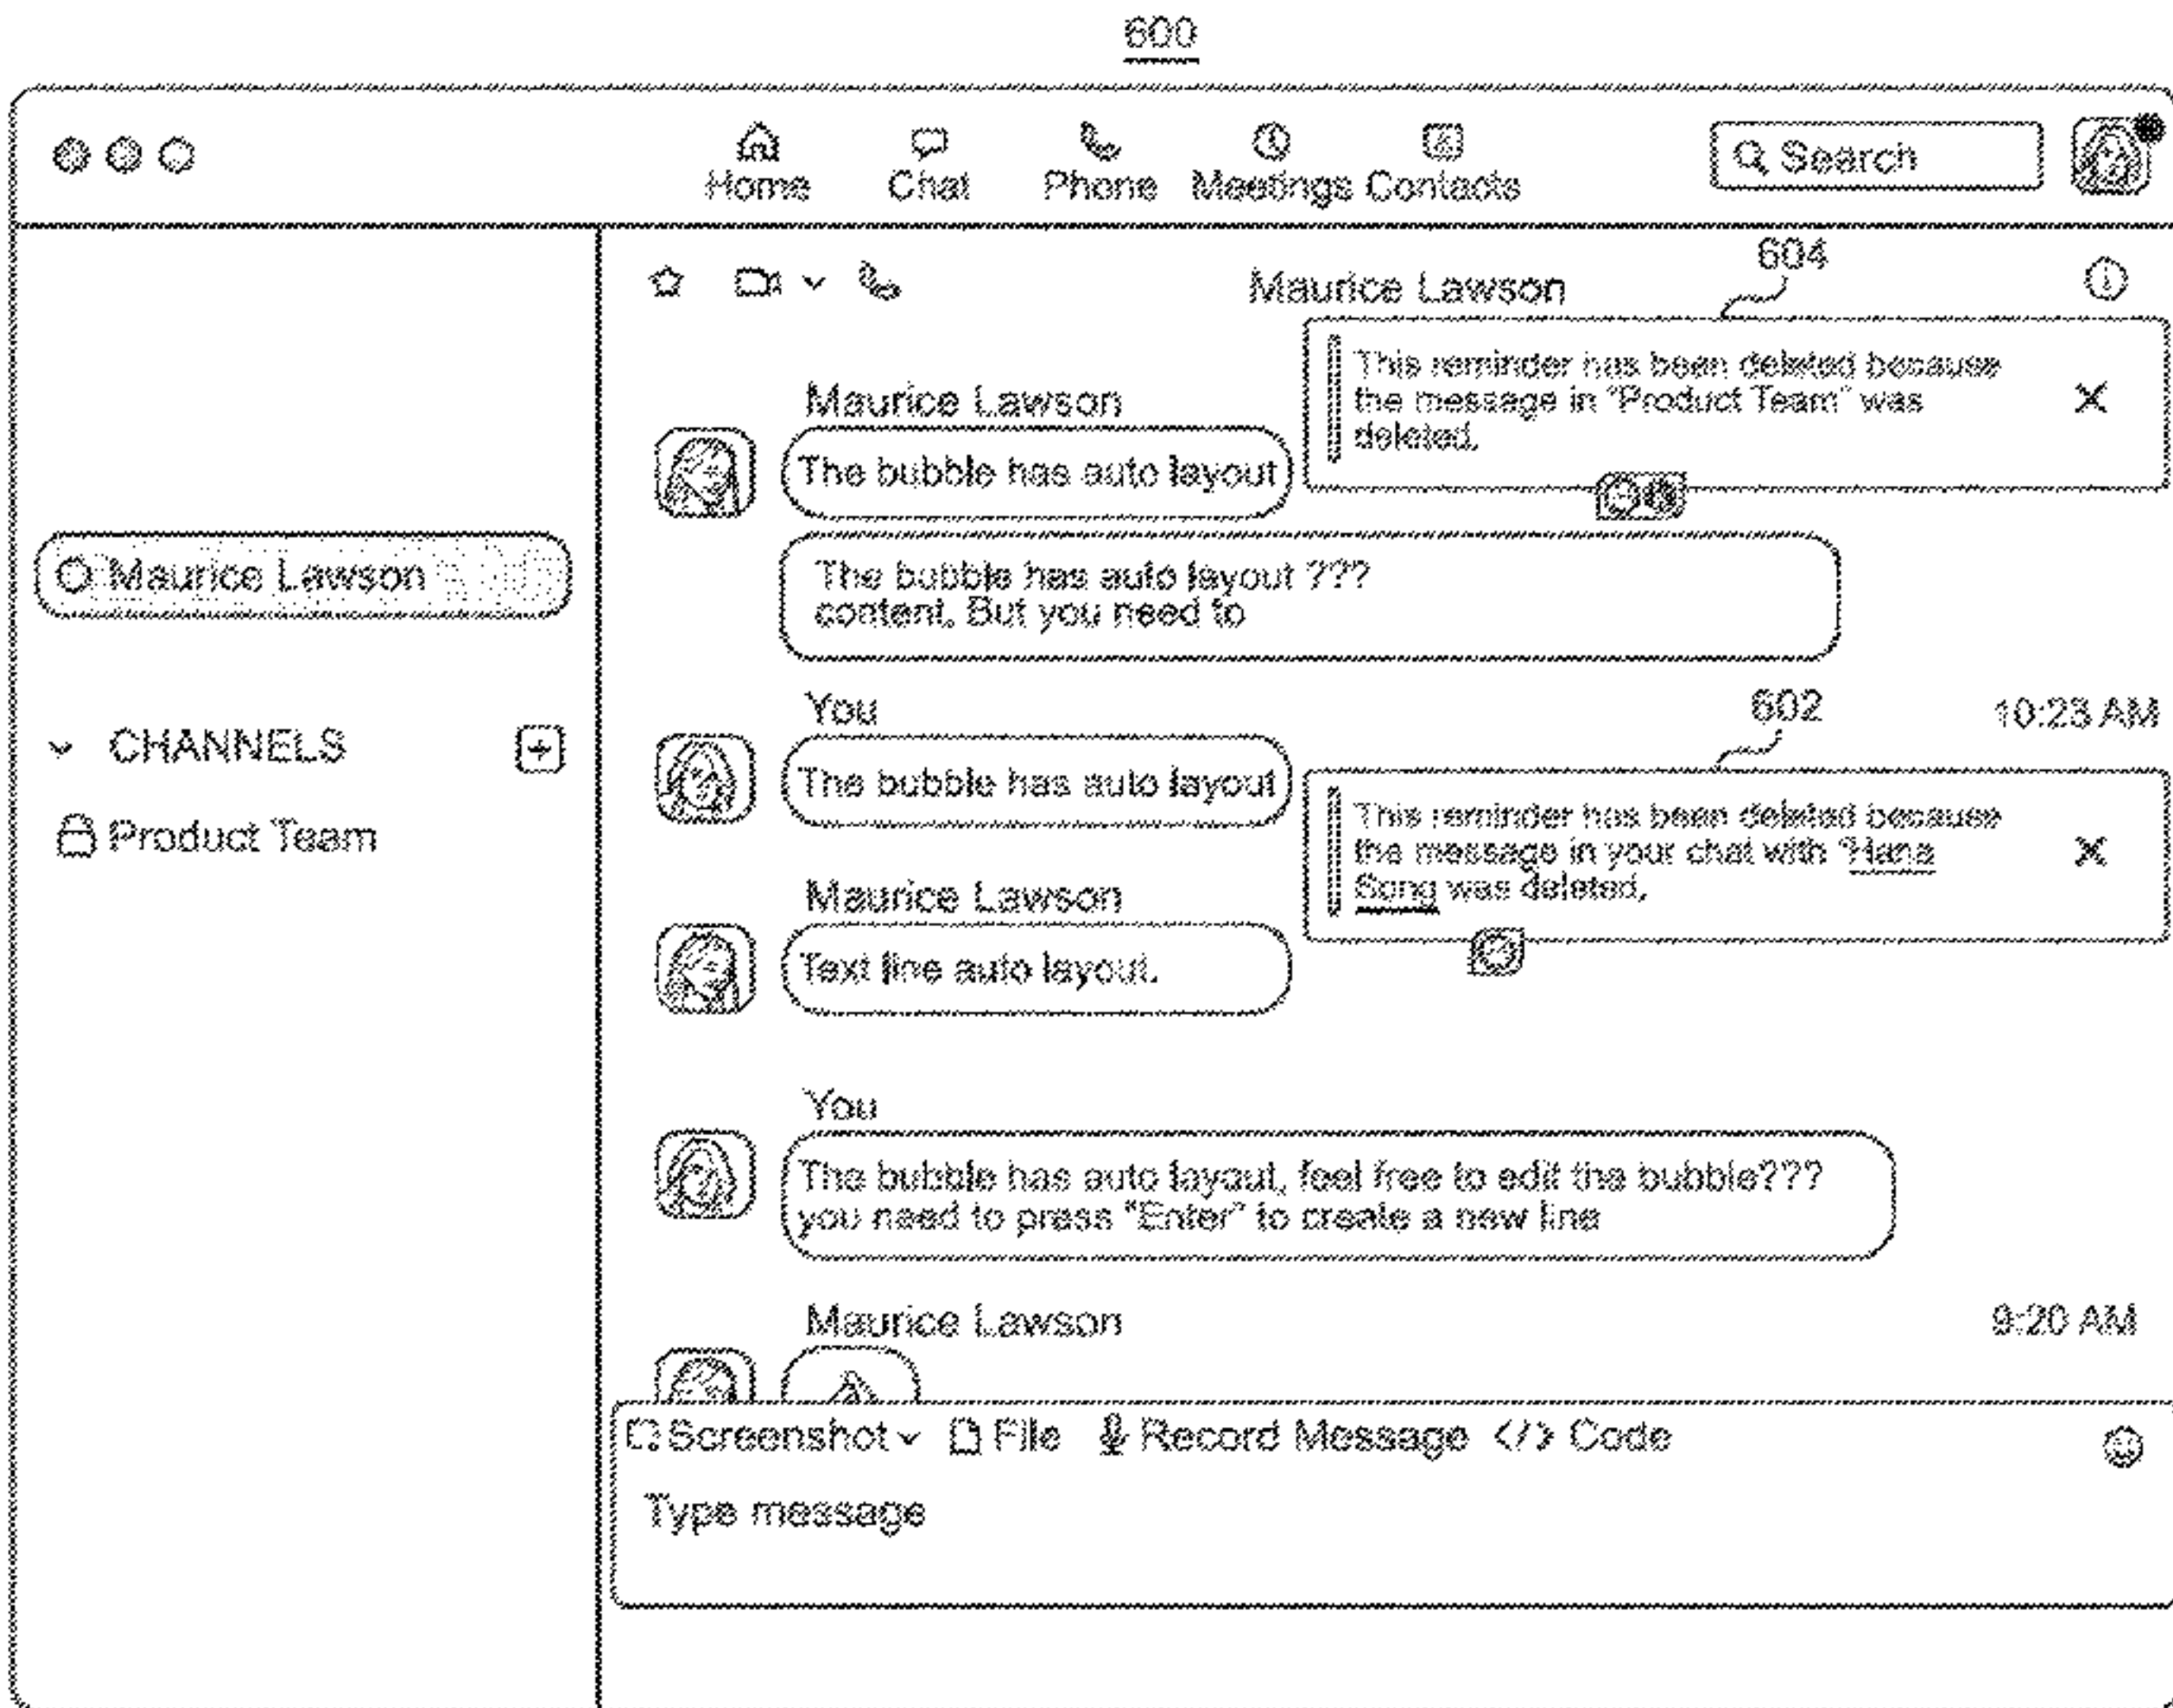 600
Home Chat Phone Meetings Contacts
Search
604
Maurice Lawson
This reminder has been deleted because
the message in "Product Team" was
deleted.
Maurice Lawson
The bubble has auto layout
The bubble has auto layout ???
content. But you need to
Maurice Lawson
CHANNELS
Product Team
You
602
10:23 AM
The bubble has auto layout
This reminder has been deleted because
the message in your chat with "Hana
Song was deleted.
Maurice Lawson
Text line auto layout.
You
The bubble has auto layout, feel free to edit the bubble???
you need to press "Enter" to create a new line
Maurice Lawson
9:20 AM
Screenshot File Record Message </> Code
Type message